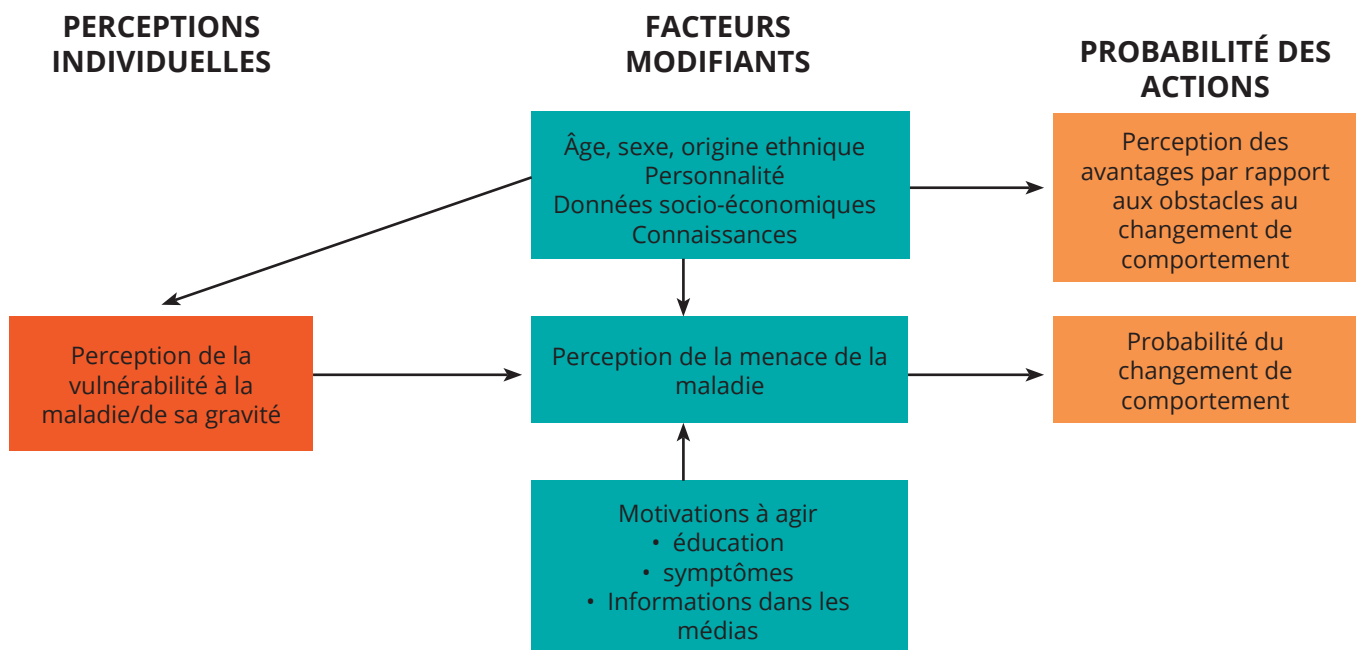 PERCEPTIONS
INDIVIDUELLES
FACTEURS
MODIFIANTS
PROBABILITÉ DES
ACTIONS
Âge, sexe, origine ethnique
Personnalité
Données socio-économiques
Connaissances
Perception des
avantages par rapport
aux obstacles au
changement de
comportement
Perception de la
vulnérabilité à la
maladie/de sa gravité
Perception de la menace de la
maladie
Probabilité du
changement de
comportement
Motivations à agir
• éducation
• symptômes
• Informations dans les
médias